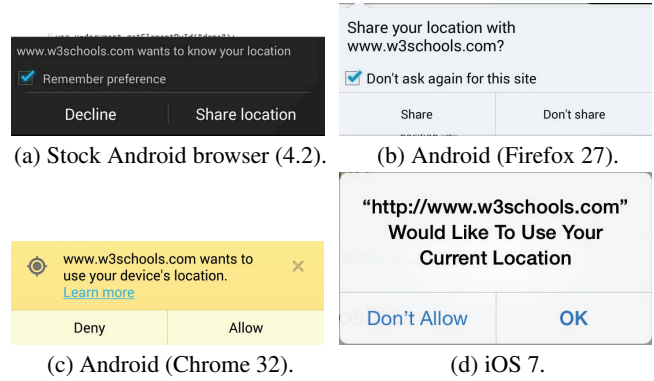 www.w3schools.com wants to know your location
Remember preference
Decline Share location
(a) Stock Android browser (4.2).
Share your location with
www.w3schools.com?
Don't ask again for this site
Share Don't share
(b) Android (Firefox 27).
www.w3schools.com wants to
use your device's location.
Learn more
Deny Allow
(c) Android (Chrome 32).
“http://www.w3schools.com”
Would Like To Use Your
Current Location
Don’t Allow OK
(d) iOS 7.